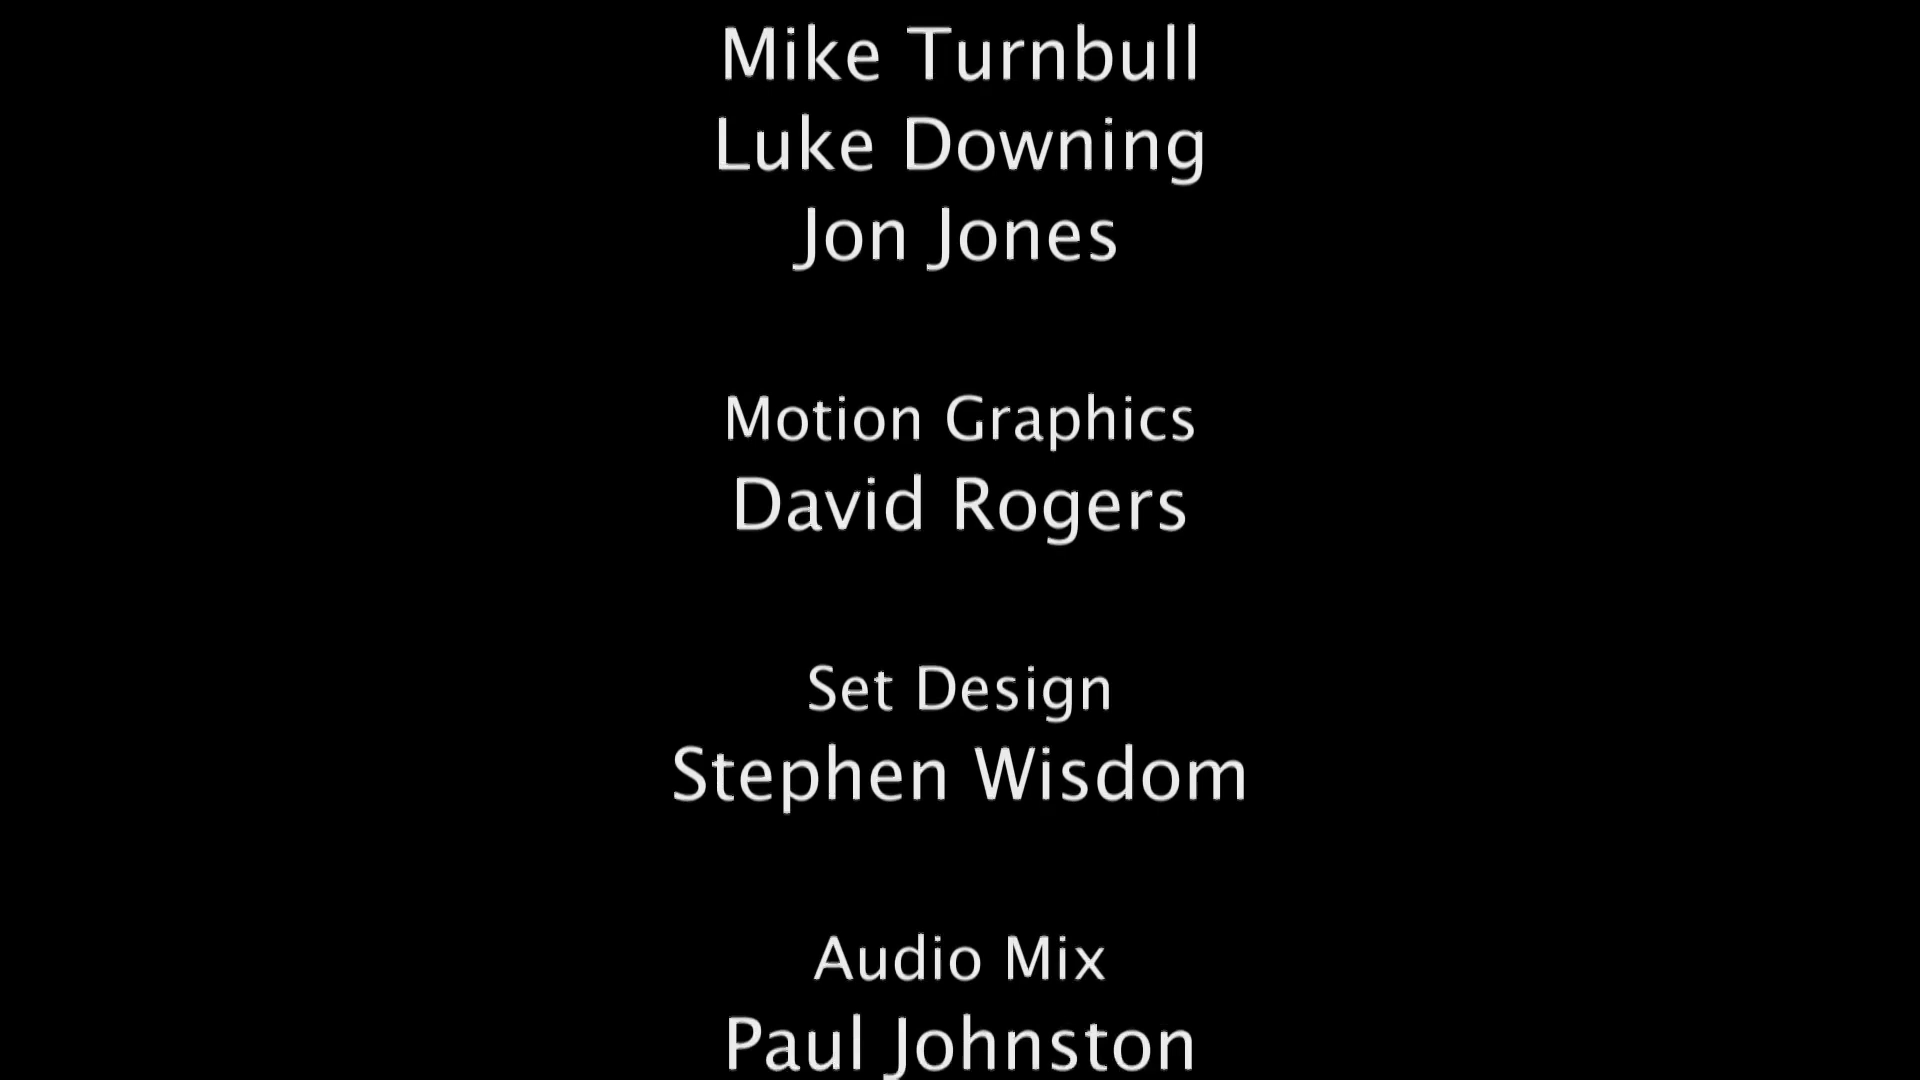 Mike Turnbull
Luke Downing
Jon Jones
Motion Graphics
David Rogers
Set Design
Stephen Wisdom
Audio Mix
Paul Johnston